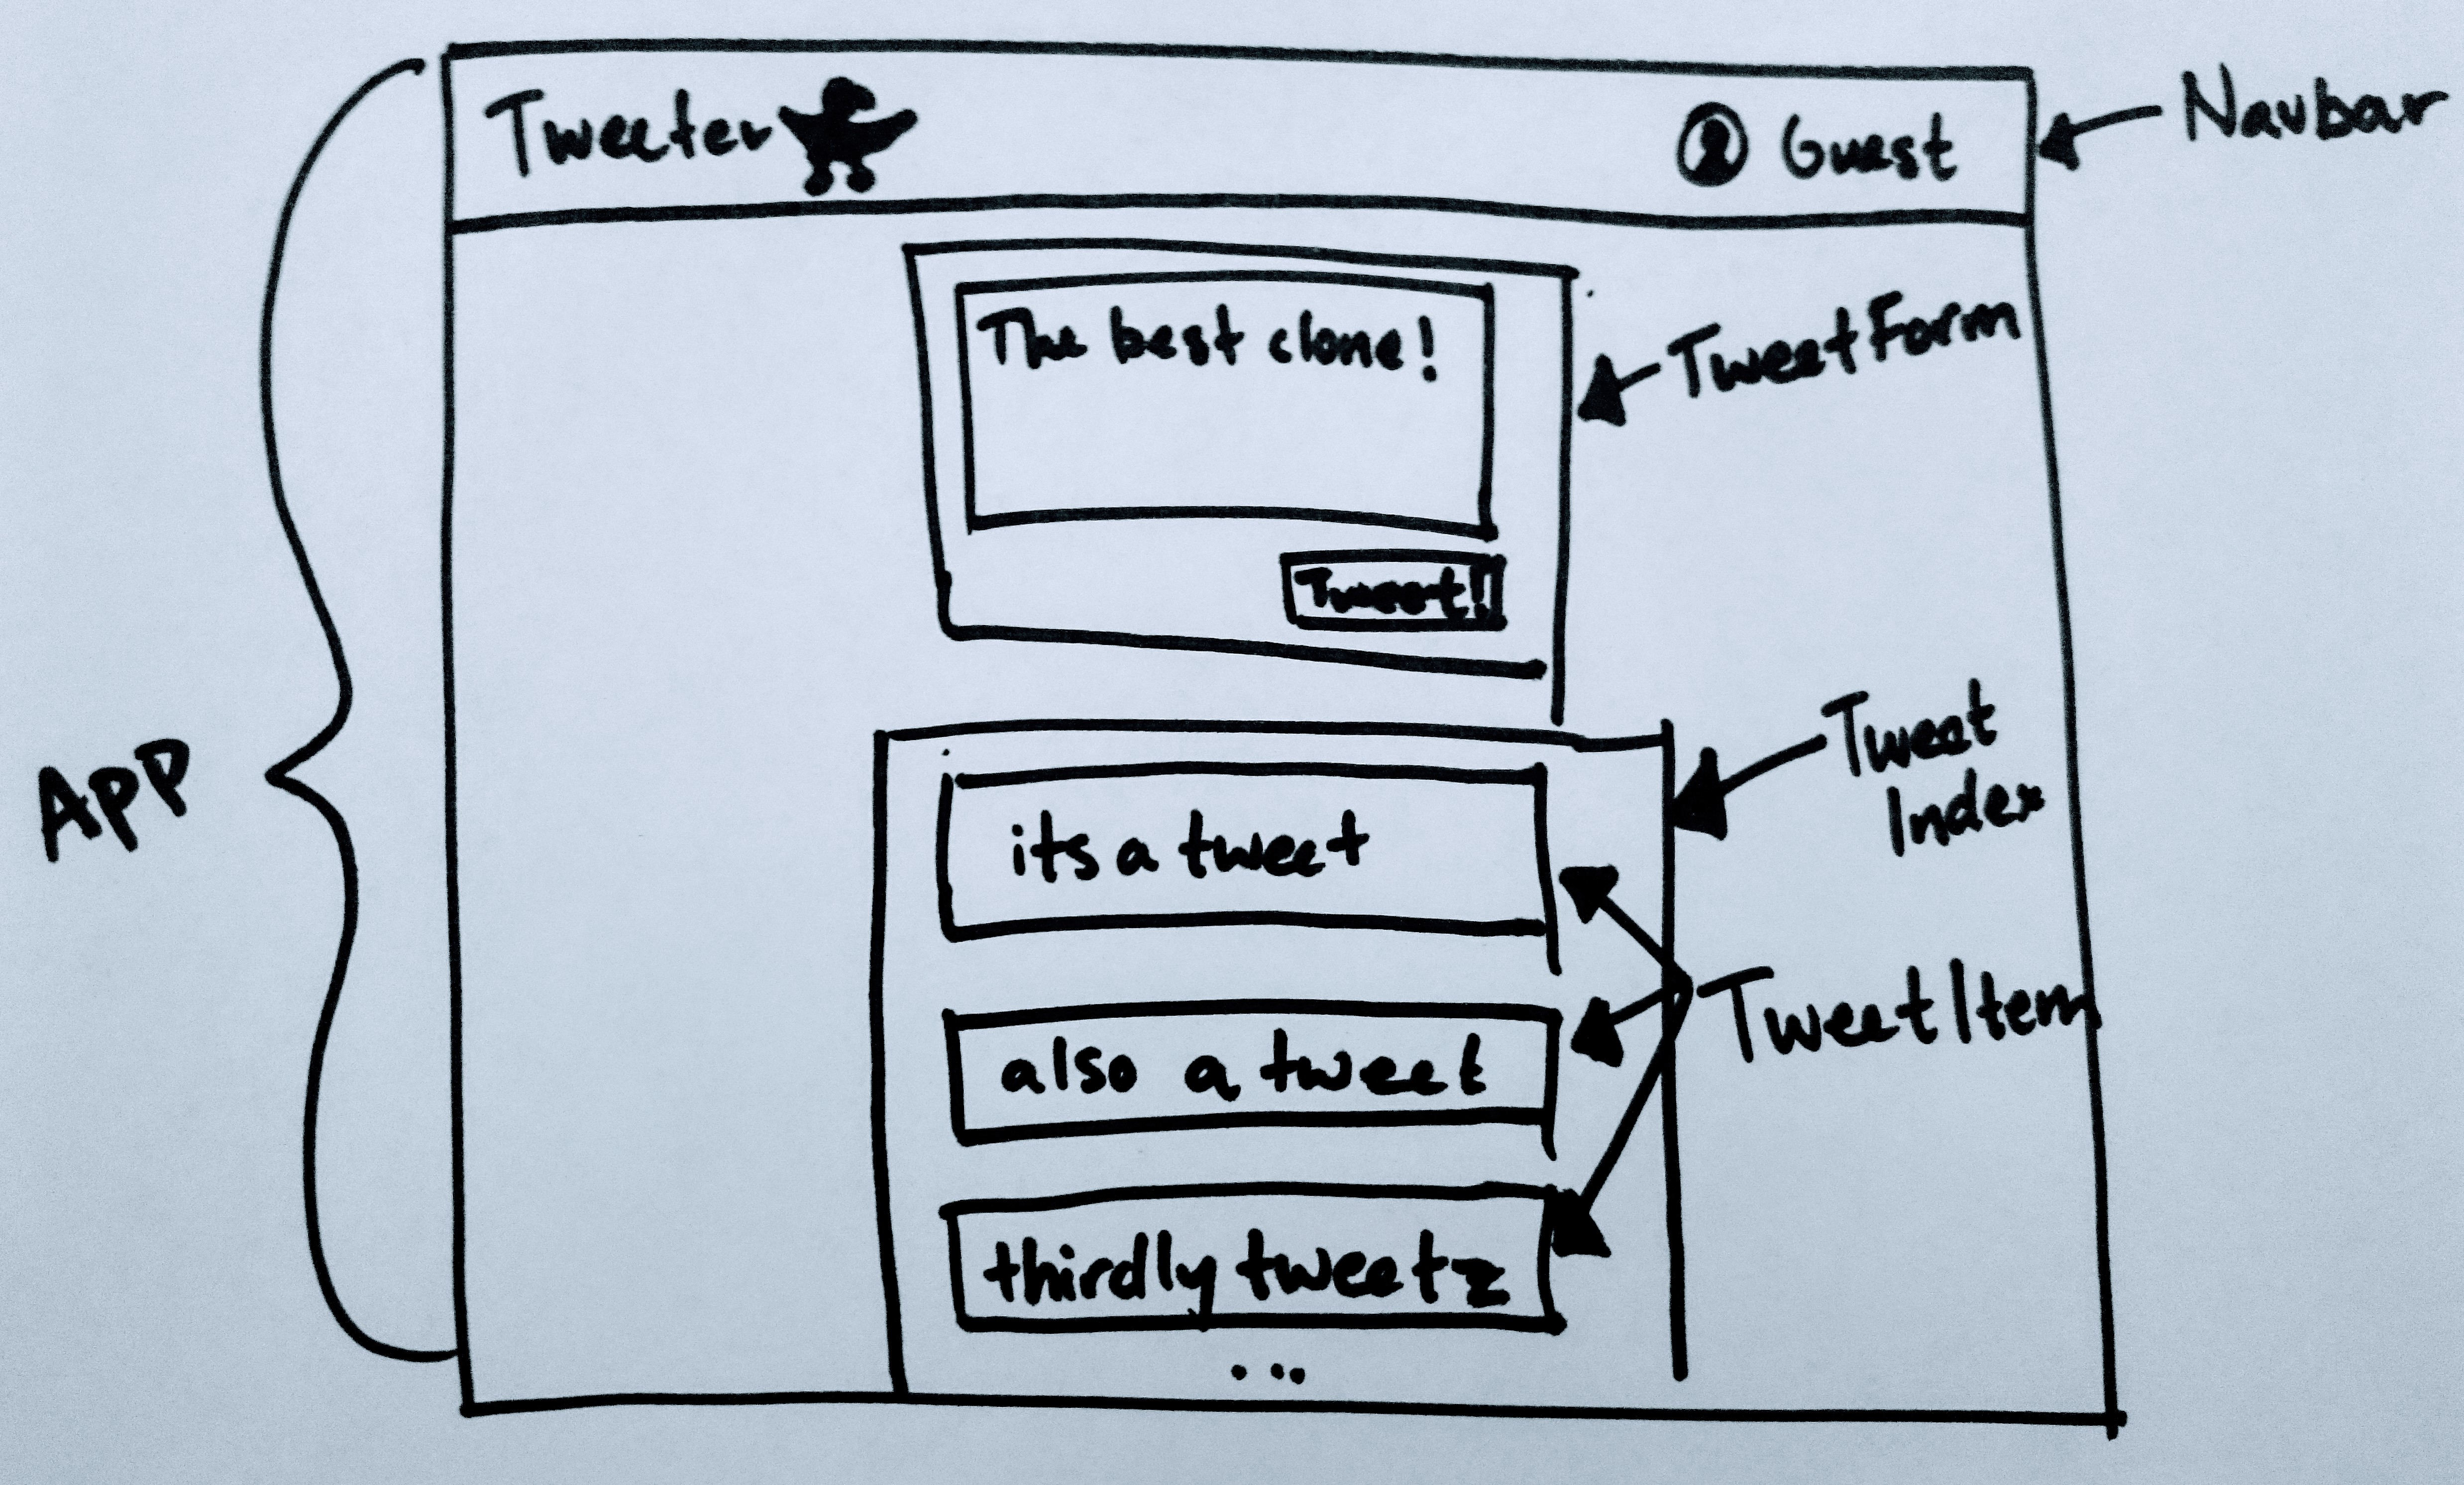 Tweeter
Guest
Navbar
The best clone!
TweetForm
Tweet!
App
Tweet
Index
its a tweet
TweetItem
also a tweet
thirdly tweetz
...